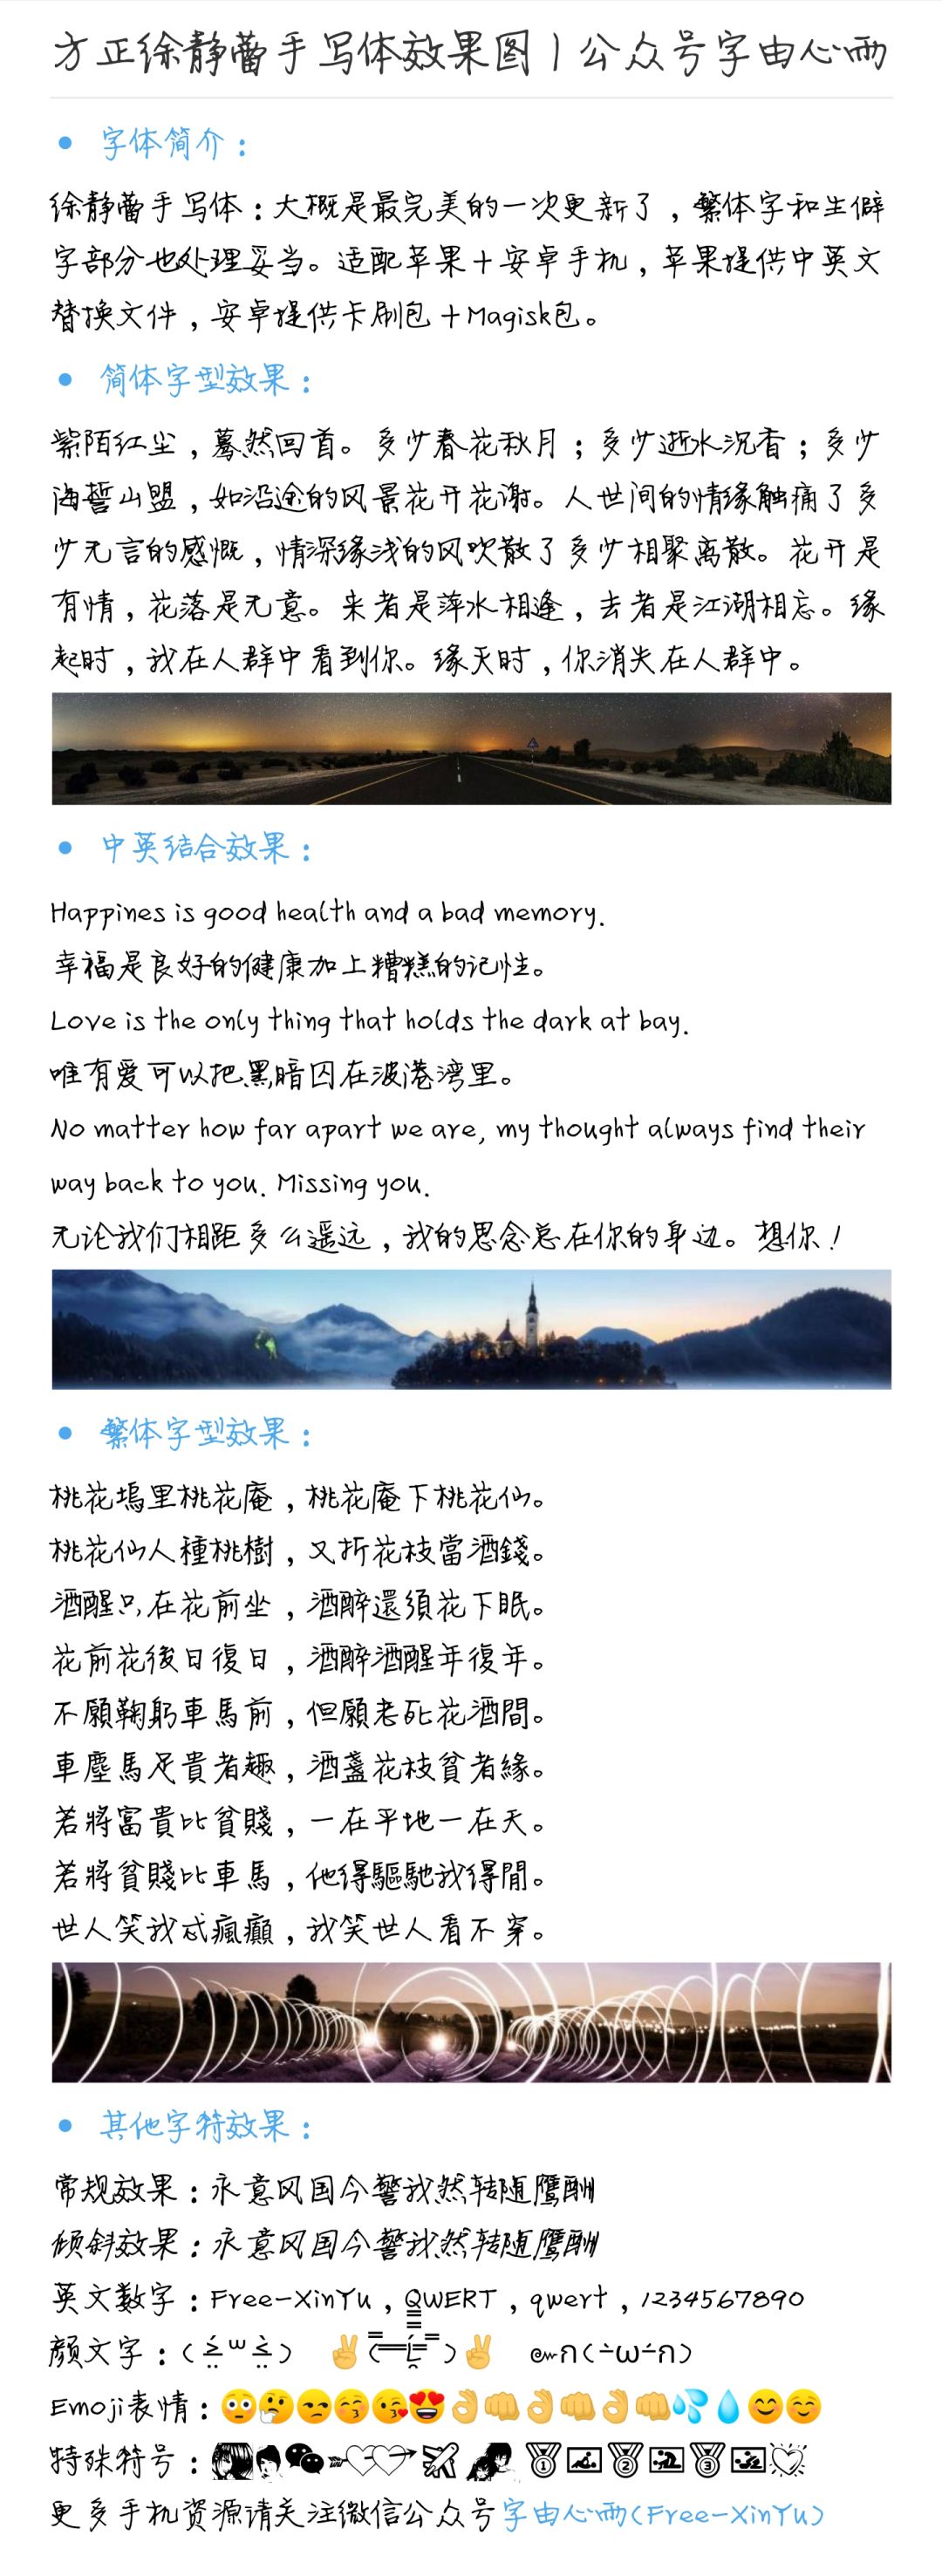 方正徐静蕾手写体效果图 | 公众号字由心雨
• 字体简介：
徐静蕾手写体：大概是最完美的一次更新了，繁体字和生僻
字部分也处理妥当。适配苹果＋安卓手机，苹果提供中英文
替换文件，安卓提供卡刷包＋Magisk包。
• 简体字型效果：
紫陌红尘，蓦然回首。多少春花秋月；多少逝水沉香；多少
海誓山盟，如沿途的风景花开花谢。人世间的情缘触痛了多
少无言的感慨，情深缘浅的风吹散了多少相聚离散。花开是
有情，花落是无意。来者是萍水相逢，去者是江湖相忘。缘
起时，我在人群中看到你。缘灭时，你消失在人群中。
• 中英结合效果：
Happines is good health and a bad memory.
幸福是良好的健康加上糟糕的记性。
Love is the only thing that holds the dark at bay.
唯有爱可以把黑暗囚在波港湾里。
No matter how far apart we are, my thought always find their
way back to you. Missing you.
无论我们相距多么遥远，我的思念总在你的身边。想你！
• 繁体字型效果：
桃花塢里桃花庵，桃花庵下桃花仙。
桃花仙人種桃樹，又折花枝當酒錢。
酒醒只在花前坐，酒醉還須花下眠。
花前花後日復日，酒醉酒醒年復年。
不願鞠躬車馬前，但願老死花酒間。
車塵馬足貴者趣，酒盞花枝貧者緣。
若將富貴比貧賤，一在平地一在天。
若將貧賤比車馬，他得驅馳我得閒。
世人笑我忒瘋癲，我笑世人看不穿。
• 其他字符效果：
常规效果：永意风国今警我然转随鹰酬
倾斜效果：永意风国今警我然转随鹰酬
英文数字：Free-XinYu，QWERT，qwert，1234567890
颜文字：
Emoji表情：😳🤔😒😙😘😍👌👊👌👊👌👊💦💧😊☺️
特殊符号：
更多手机资源请关注微信公众号字由心雨(Free-XinYu)